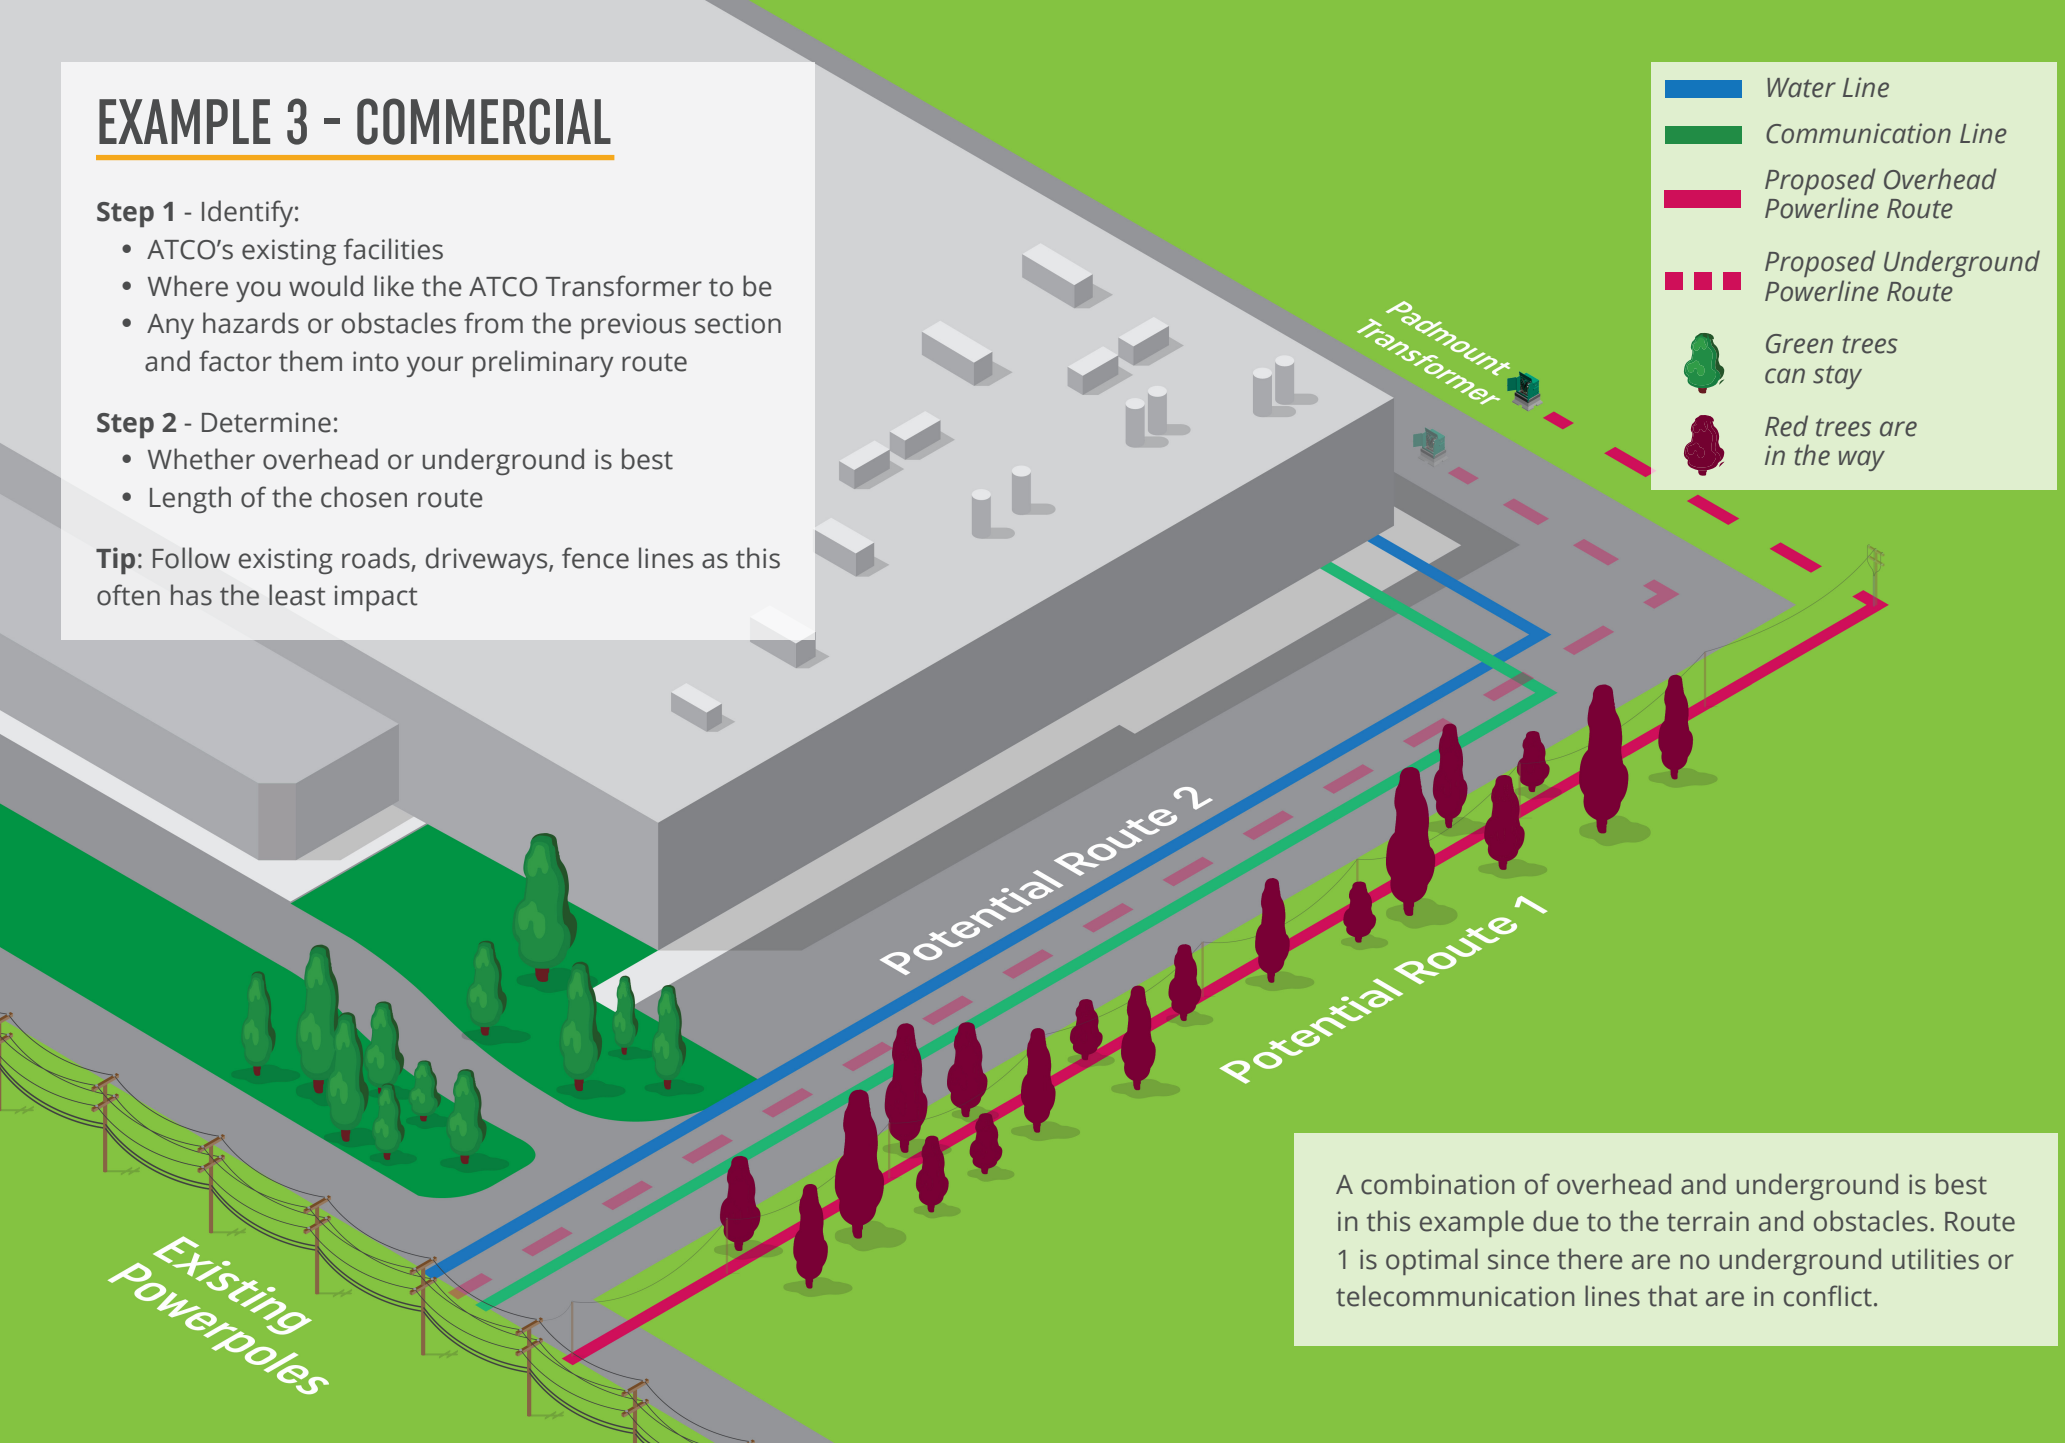 EXAMPLE 3 - COMMERCIAL
Step 1 - Identify:
• ATCO's existing facilities
• Where you would like the ATCO Transformer to be
• Any hazards or obstacles from the previous section
and factor them into your preliminary route
Step 2 - Determine:
• Whether overhead or underground is best
• Length of the chosen route
Tip: Follow existing roads, driveways, fence lines as this
often has the least impact
Water Line
Communication Line
Proposed Overhead
Powerline Route
Proposed Underground
Powerline Route
Green trees
can stay
Red trees are
in the way
Padmount
Transformer
Potential Route 2
Potential Route 1
Existing
Powerpoles
A combination of overhead and underground is best
in this example due to the terrain and obstacles. Route
1 is optimal since there are no underground utilities or
telecommunication lines that are in conflict.